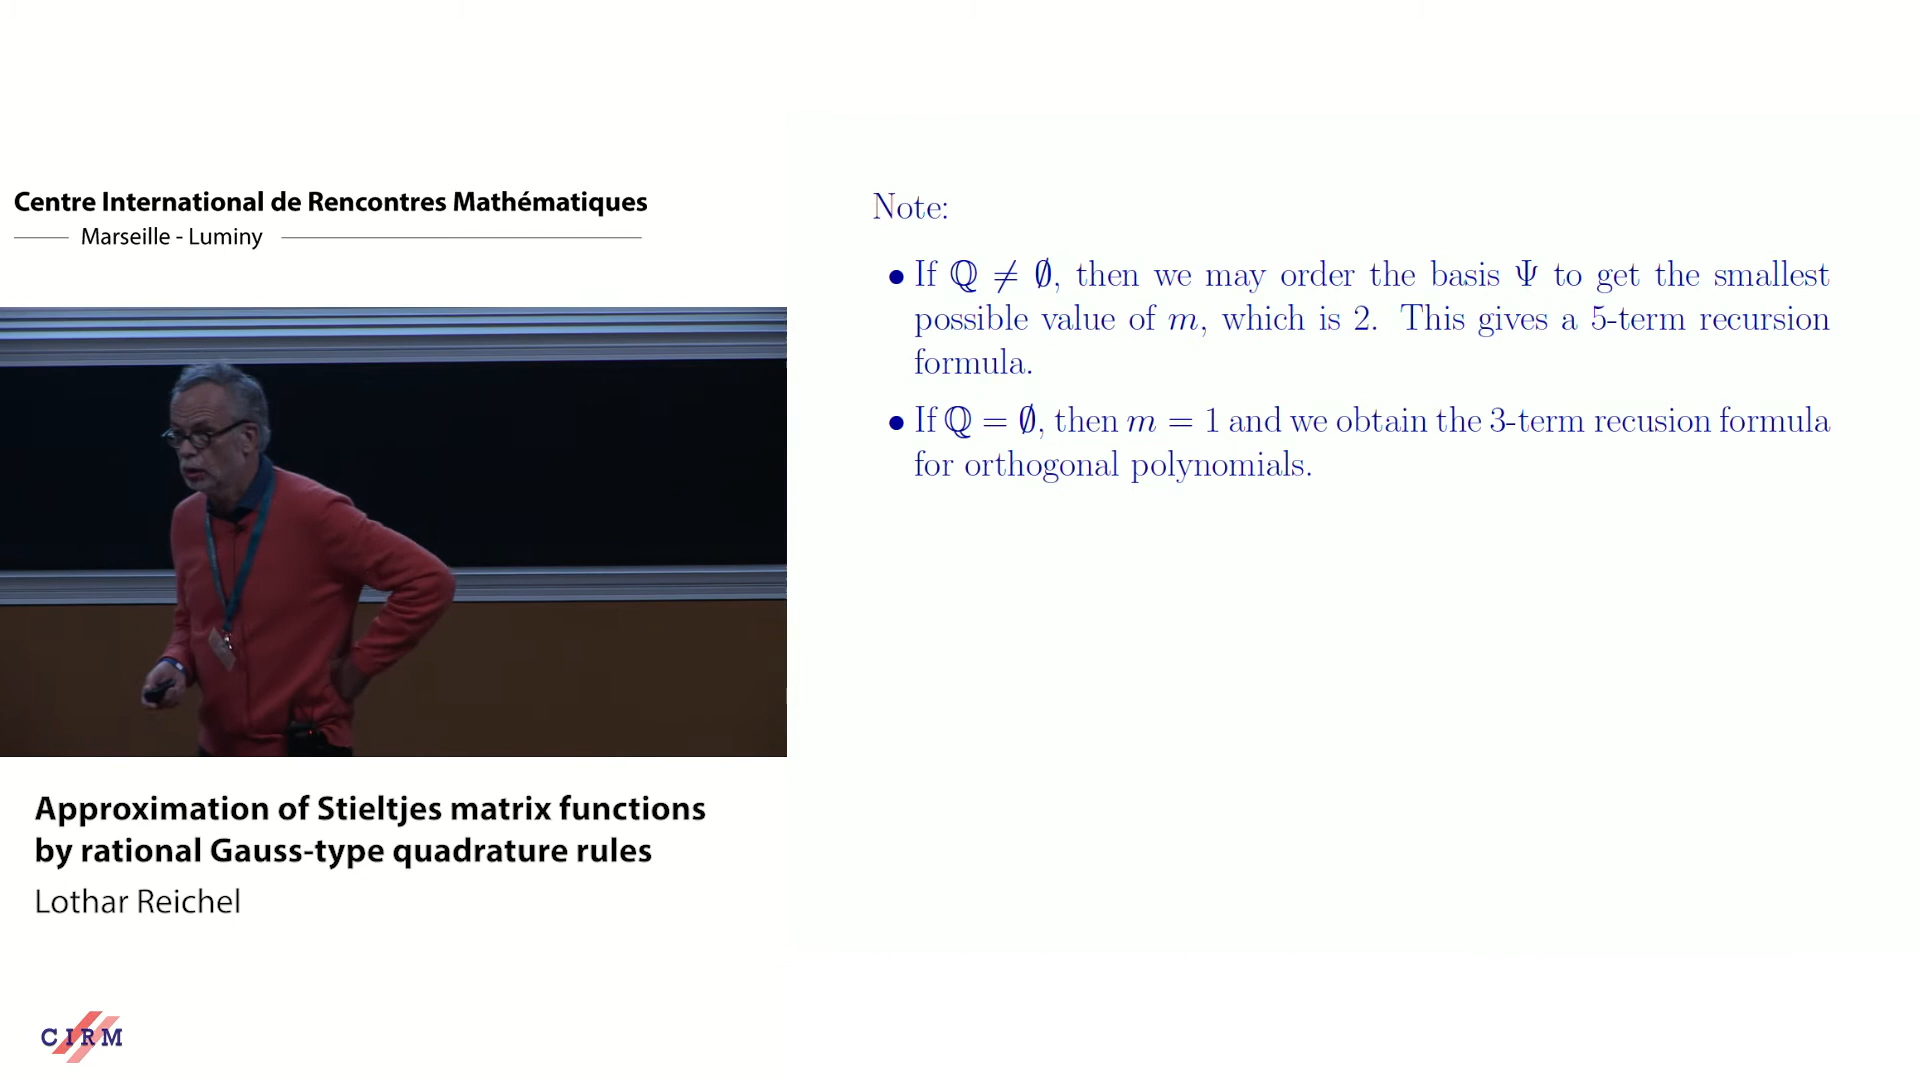 Centre International de Rencontres Mathématiques
Marseille - Luminy
Note:
• If ℚ ≠ ∅, then we may order the basis Ψ to get the smallest
possible value of m, which is 2. This gives a 5-term recursion
formula.
• If ℚ = ∅, then m = 1 and we obtain the 3-term recusion formula
for orthogonal polynomials.
Approximation of Stieltjes matrix functions
by rational Gauss-type quadrature rules
Lothar Reichel
CIRM